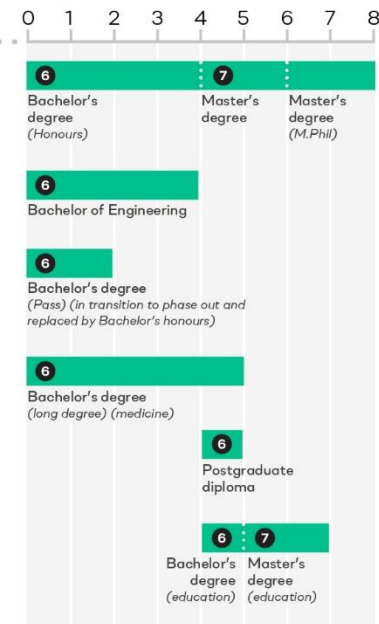 0 1 2 3 4 5 6 7 8
6 7
Bachelor's Master's Master's
degree degree degree
(Honours) (M.Phil)
6
Bachelor of Engineering
6
Bachelor's degree
(Pass) (in transition to phase out and
replaced by Bachelor's honours)
6
Bachelor's degree
(long degree) (medicine)
6
Postgraduate
diploma
6 7
Bachelor's Master's
degree degree
(education) (education)